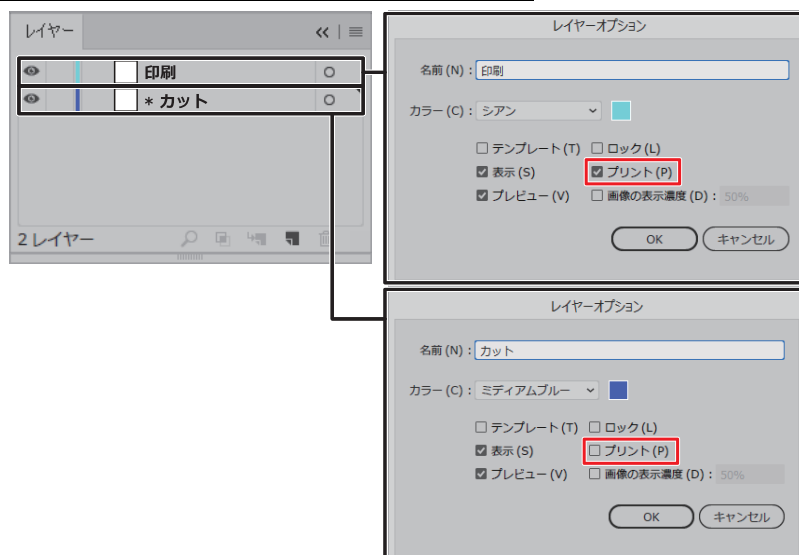 レイヤー
印刷
* カット
2 レイヤー
レイヤーオプション
名前 (N) : 印刷
カラー (C) : シアン
テンプレート (T) ロック (L)
表示 (S) プリント (P)
プレビュー (V) 画像の表示濃度 (D) : 50%
OK キャンセル
レイヤーオプション
名前 (N) : カット
カラー (C) : ミディアムブルー
テンプレート (T) ロック (L)
表示 (S) プリント (P)
プレビュー (V) 画像の表示濃度 (D) : 50%
OK キャンセル